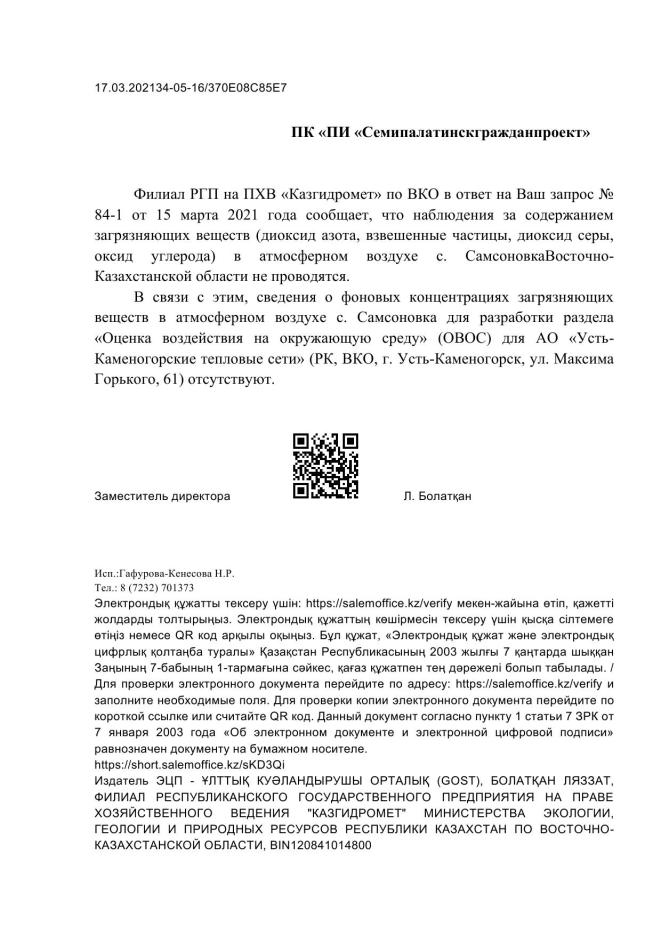 17.03.202134-05-16/370E08C85E7
ПК «ПИ «Семипалатинскгражданпроект»
Филиал РГП на ПХВ «Казгидромет» по ВКО в ответ на Ваш запрос №
84-1 от 15 марта 2021 года сообщает, что наблюдения за содержанием
загрязняющих веществ (диоксид азота, взвешенные частицы, диоксид серы,
оксид углерода) в атмосферном воздухе с. СамсоновкаВосточно-
Казахстанской области не проводятся.
В связи с этим, сведения о фоновых концентрациях загрязняющих
веществ в атмосферном воздухе с. Самсоновка для разработки раздела
«Оценка воздействия на окружающую среду» (ОВОС) для АО «Усть-
Каменогорские тепловые сети» (РК, ВКО, г. Усть-Каменогорск, ул. Максима
Горького, 61) отсутствуют.
Заместитель директора Л. Болатқан
Исп.:Гафурова-Кенесова Н.Р.
Тел.: 8 (7232) 701373
Электрондық құжатты тексеру үшін: https://salemoffice.kz/verify мекен-жайына өтіп, қажетті
жолдарды толтырыңыз. Электрондық құжаттың көшірмесін тексеру үшін қысқа сілтемеге
өтіңіз немесе QR код арқылы оқыңыз. Бұл құжат, «Электрондық құжат және электрондық
цифрлық қолтаңба туралы» Қазақстан Республикасының 2003 жылғы 7 қаңтарда шыққан
Заңының 7-бабының 1-тармағына сәйкес, қағаз құжатпен тең дәрежелі болып табылады. /
Для проверки электронного документа перейдите по адресу: https://salemoffice.kz/verify и
заполните необходимые поля. Для проверки копии электронного документа перейдите по
короткой ссылке или считайте QR код. Данный документ согласно пункту 1 статьи 7 ЗРК от
7 января 2003 года «Об электронном документе и электронной цифровой подписи»
равнозначен документу на бумажном носителе.
https://short.salemoffice.kz/sKD3Qi
Издатель ЭЦП - ҰЛТТЫҚ КУӘЛАНДЫРУШЫ ОРТАЛЫҚ (GOST), БОЛАТҚАН ЛЯЗЗАТ,
ФИЛИАЛ РЕСПУБЛИКАНСКОГО ГОСУДАРСТВЕННОГО ПРЕДПРИЯТИЯ НА ПРАВЕ
ХОЗЯЙСТВЕННОГО ВЕДЕНИЯ "КАЗГИДРОМЕТ" МИНИСТЕРСТВА ЭКОЛОГИИ,
ГЕОЛОГИИ И ПРИРОДНЫХ РЕСУРСОВ РЕСПУБЛИКИ КАЗАХСТАН ПО ВОСТОЧНО-
КАЗАХСТАНСКОЙ ОБЛАСТИ, BIN120841014800